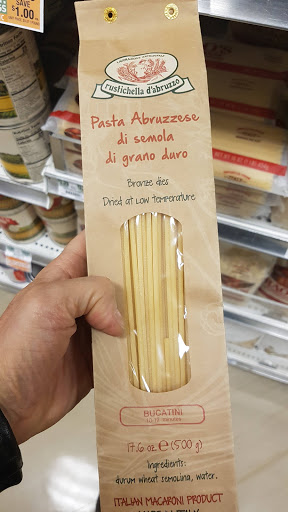 SAVE
$1.00
rustichella d'abruzzo
Pasta Abruzzese
di semola
di grano duro
Bronze dies
Dried at low temperature
BUCATINI
17.6 oz e (500 g)
Ingredients:
durum wheat semolina, water.
ITALIAN MACARONI PRODUCT